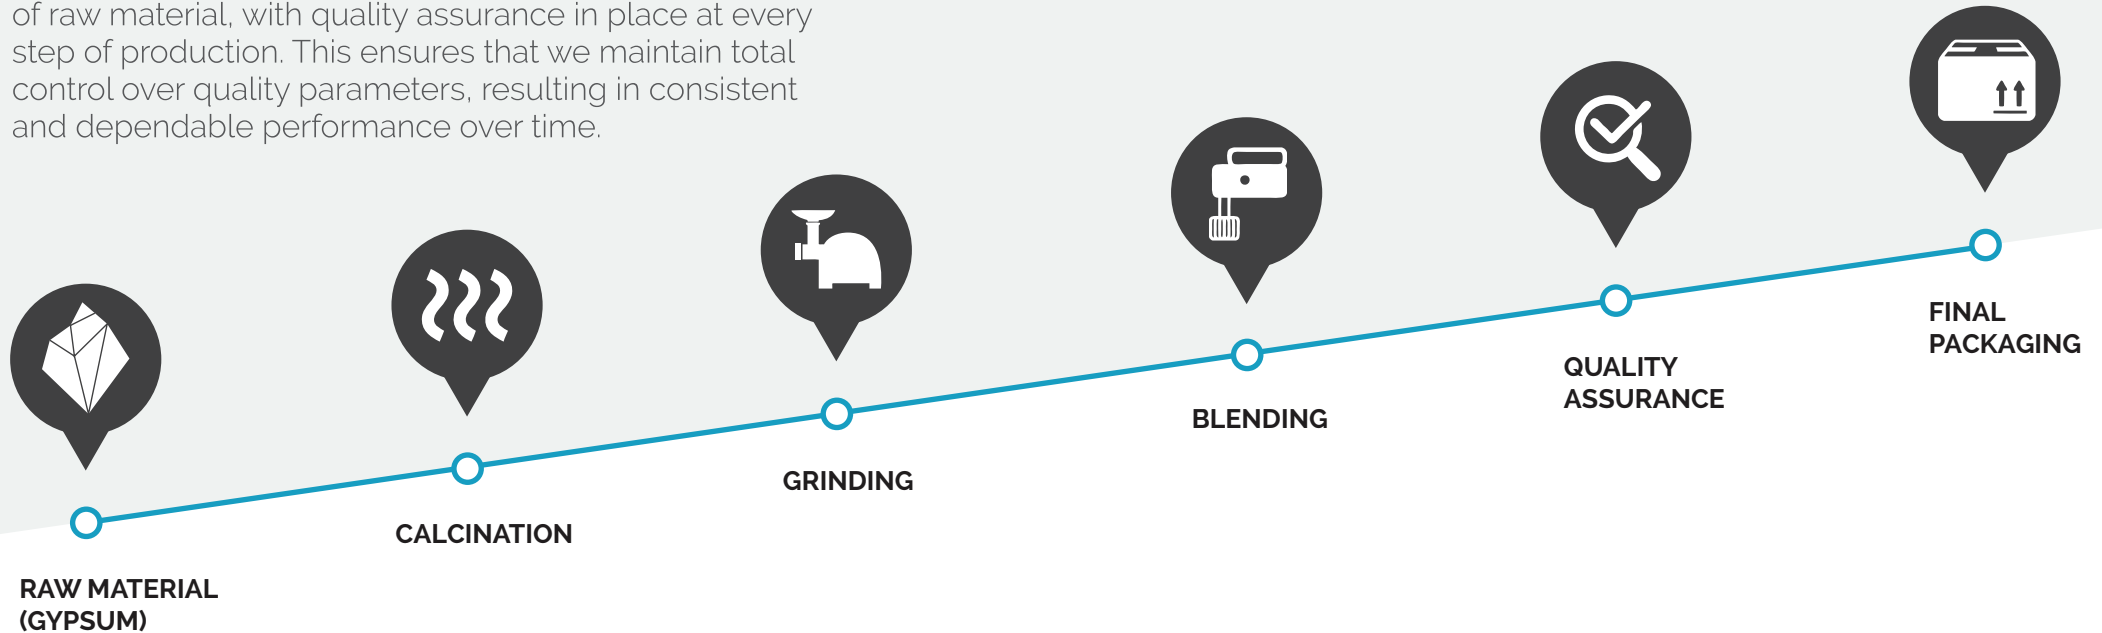 of raw material, with quality assurance in place at every
step of production. This ensures that we maintain total
control over quality parameters, resulting in consistent
and dependable performance over time.
RAW MATERIAL
(GYPSUM)
CALCINATION
GRINDING
BLENDING
QUALITY
ASSURANCE
FINAL
PACKAGING